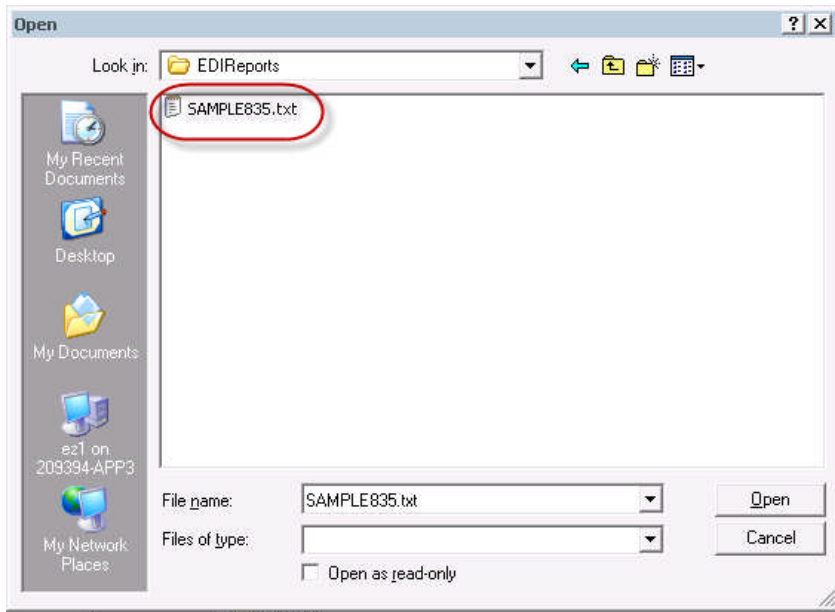 Open
Look in:
EDIReports
SAMPLE835.txt
My Recent
Documents
Desktop
My Documents
ez1 on
209394-APP3
My Network
Places
File name:
SAMPLE835.txt
Open
Files of type:
Cancel
Open as read-only